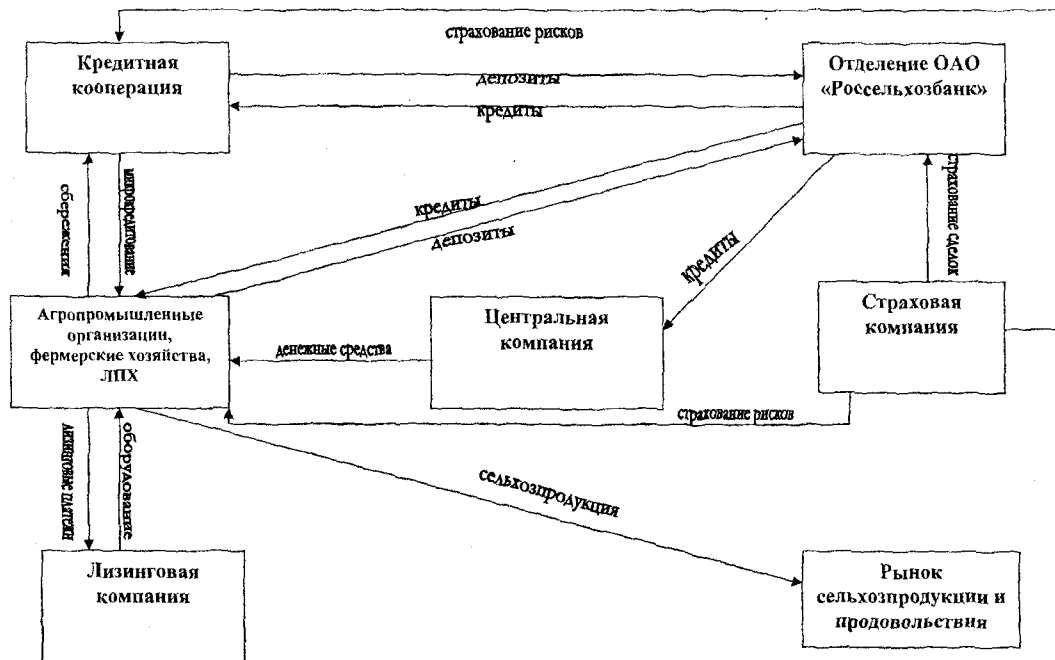 страхование рисков
Кредитная
кооперация
депозиты
кредиты
Отделение ОАО
«Россельхозбанк»
сбережения
микрокредитование
кредиты
депозиты
кредиты
страхование сделок
Агропромышленные
организации,
фермерские хозяйства,
ЛПХ
денежные средства
Центральная
компания
Страховая
компания
страхование рисков
лизинговые платежи
оборудование
сельхозпродукция
Лизинговая
компания
Рынок
сельхозпродукции и
продовольствия